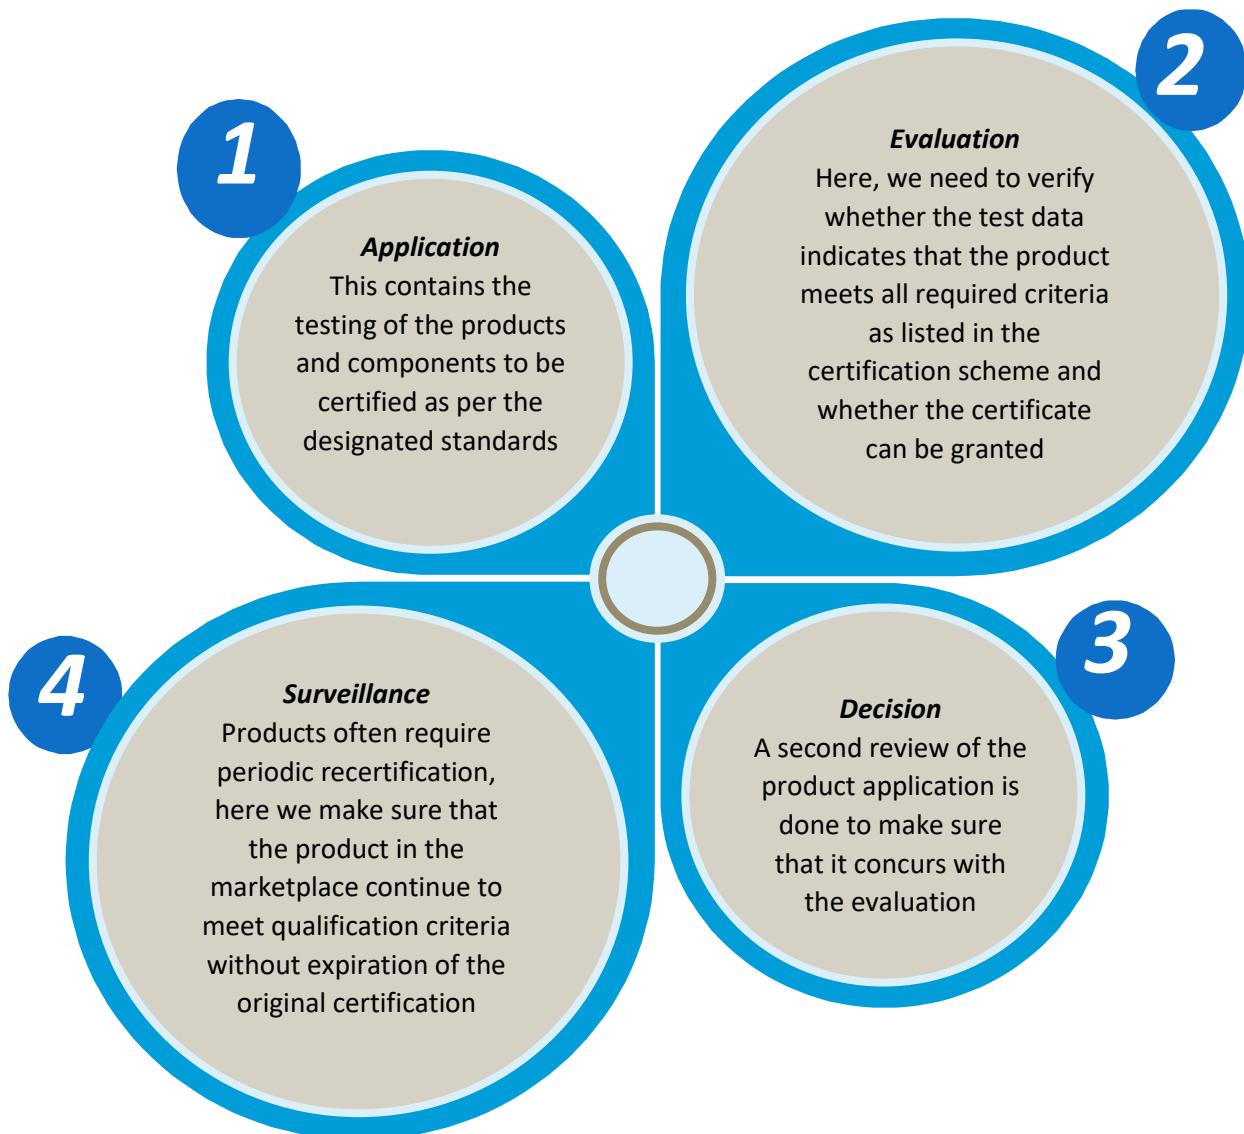 1
Application
This contains the
testing of the products
and components to be
certified as per the
designated standards
2
Evaluation
Here, we need to verify
whether the test data
indicates that the product
meets all required criteria
as listed in the
certification scheme and
whether the certificate
can be granted
3
Decision
A second review of the
product application is
done to make sure
that it concurs with
the evaluation
4
Surveillance
Products often require
periodic recertification,
here we make sure that
the product in the
marketplace continue to
meet qualification criteria
without expiration of the
original certification